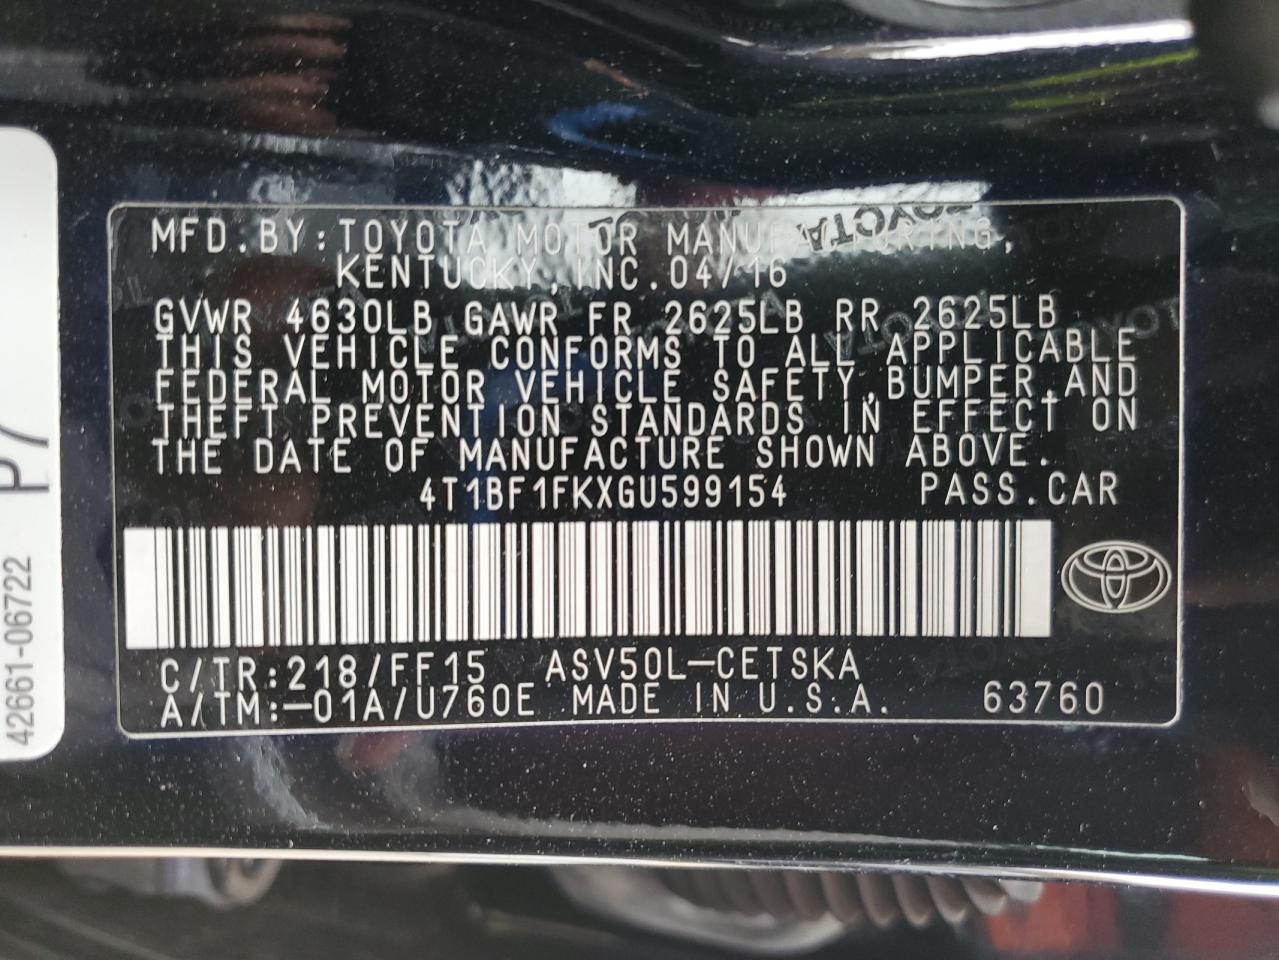 MFD.BY:TOYOTA MOTOR MANUFACTURING,
KENTUCKY,INC.04/16
GVWR 4630LB GAWR FR 2625LB RR 2625LB
THIS VEHICLE CONFORMS TO ALL APPLICABLE
FEDERAL MOTOR VEHICLE SAFETY,BUMPER,AND
THEFT PREVENTION STANDARDS IN EFFECT ON
THE DATE OF MANUFACTURE SHOWN ABOVE.
4T1BF1FKXGU599154 PASS.CAR
C/TR:218/FF15 ASV50L-CETSKA
A/TM:-01A/U760E MADE IN U.S.A. 63760
42661-06722
P7
TOYOTA
TOYOTA